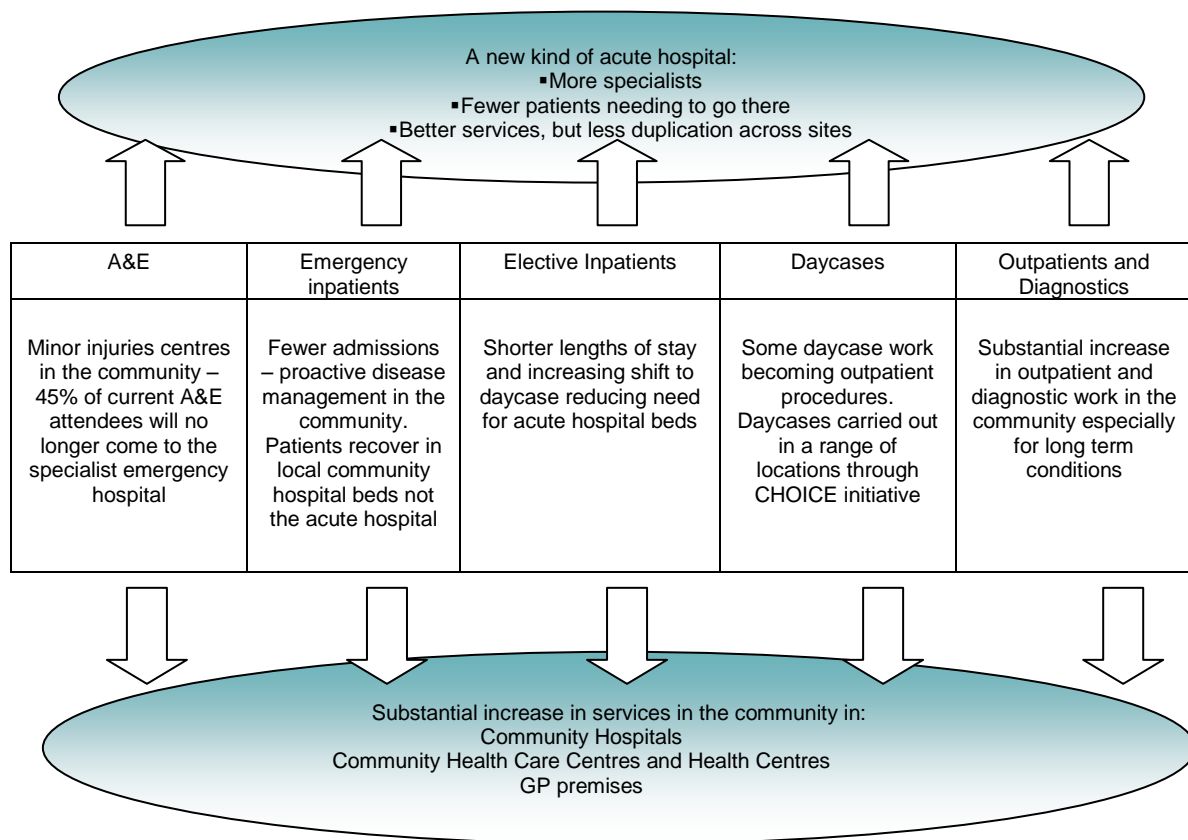 A new kind of acute hospital:
▪More specialists
▪Fewer patients needing to go there
▪Better services, but less duplication across sites
A&E
Minor injuries centres
in the community –
45% of current A&E
attendees will no
longer come to the
specialist emergency
hospital
Emergency
inpatients
Fewer admissions
– proactive disease
management in the
community.
Patients recover in
local community
hospital beds not
the acute hospital
Elective Inpatients
Shorter lengths of stay
and increasing shift to
daycase reducing need
for acute hospital beds
Daycases
Some daycase work
becoming outpatient
procedures.
Daycases carried out
in a range of
locations through
CHOICE initiative
Outpatients and
Diagnostics
Substantial increase
in outpatient and
diagnostic work in the
community especially
for long term
conditions
Substantial increase in services in the community in:
Community Hospitals
Community Health Care Centres and Health Centres
GP premises